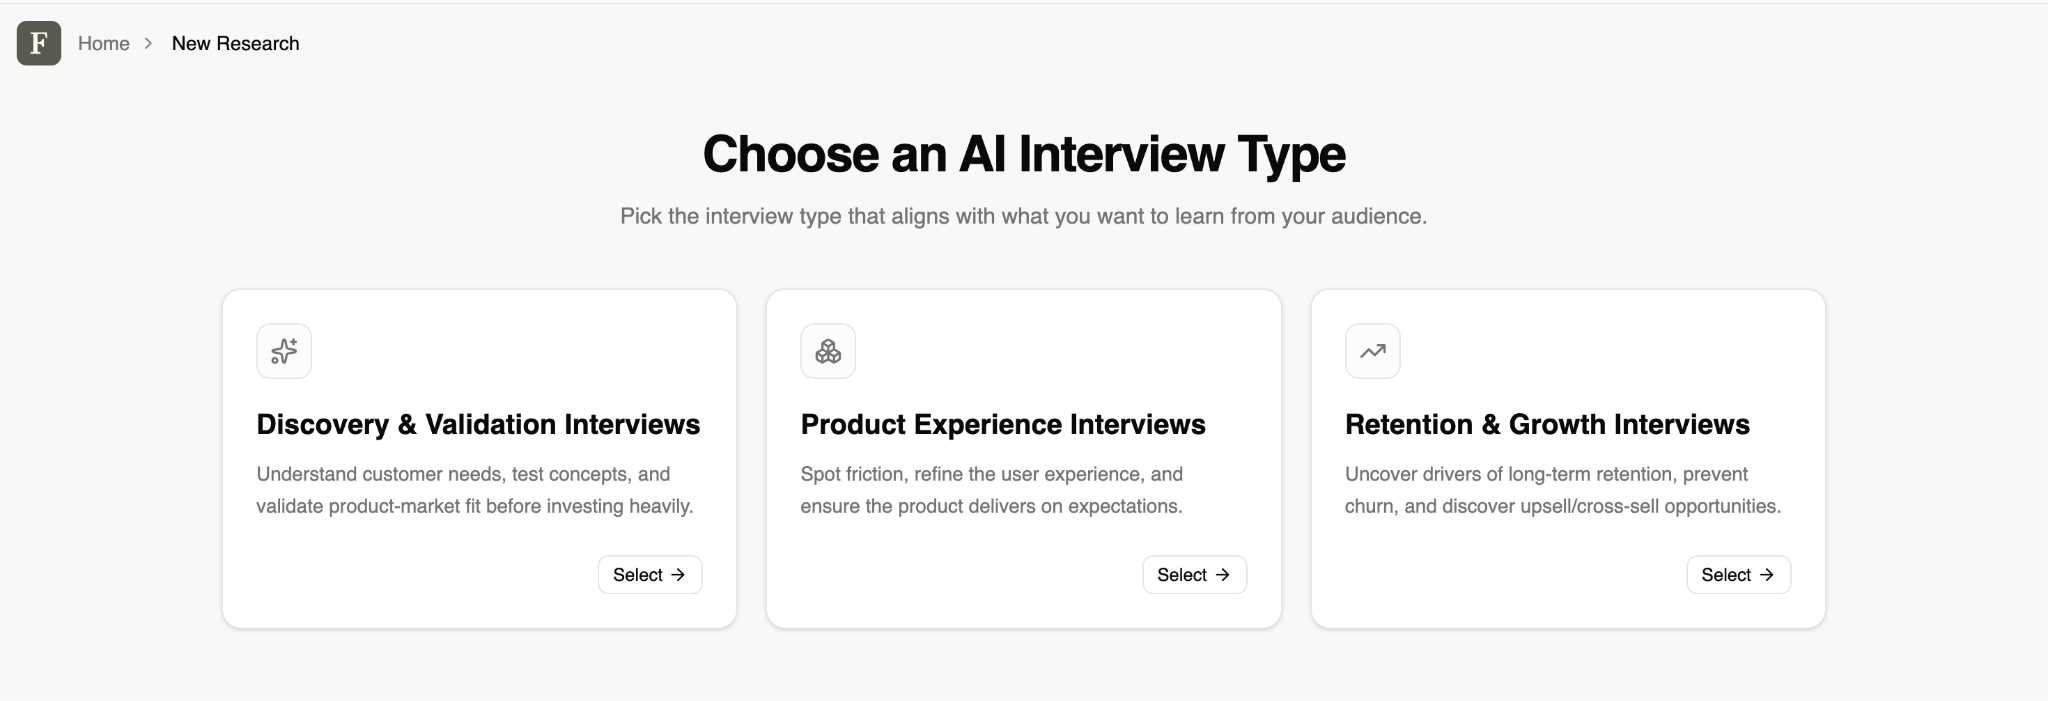 F
Home > New Research
Choose an AI Interview Type
Pick the interview type that aligns with what you want to learn from your audience.
Discovery & Validation Interviews
Understand customer needs, test concepts, and
validate product-market fit before investing heavily.
Select →
Product Experience Interviews
Spot friction, refine the user experience, and
ensure the product delivers on expectations.
Select →
Retention & Growth Interviews
Uncover drivers of long-term retention, prevent
churn, and discover upsell/cross-sell opportunities.
Select →